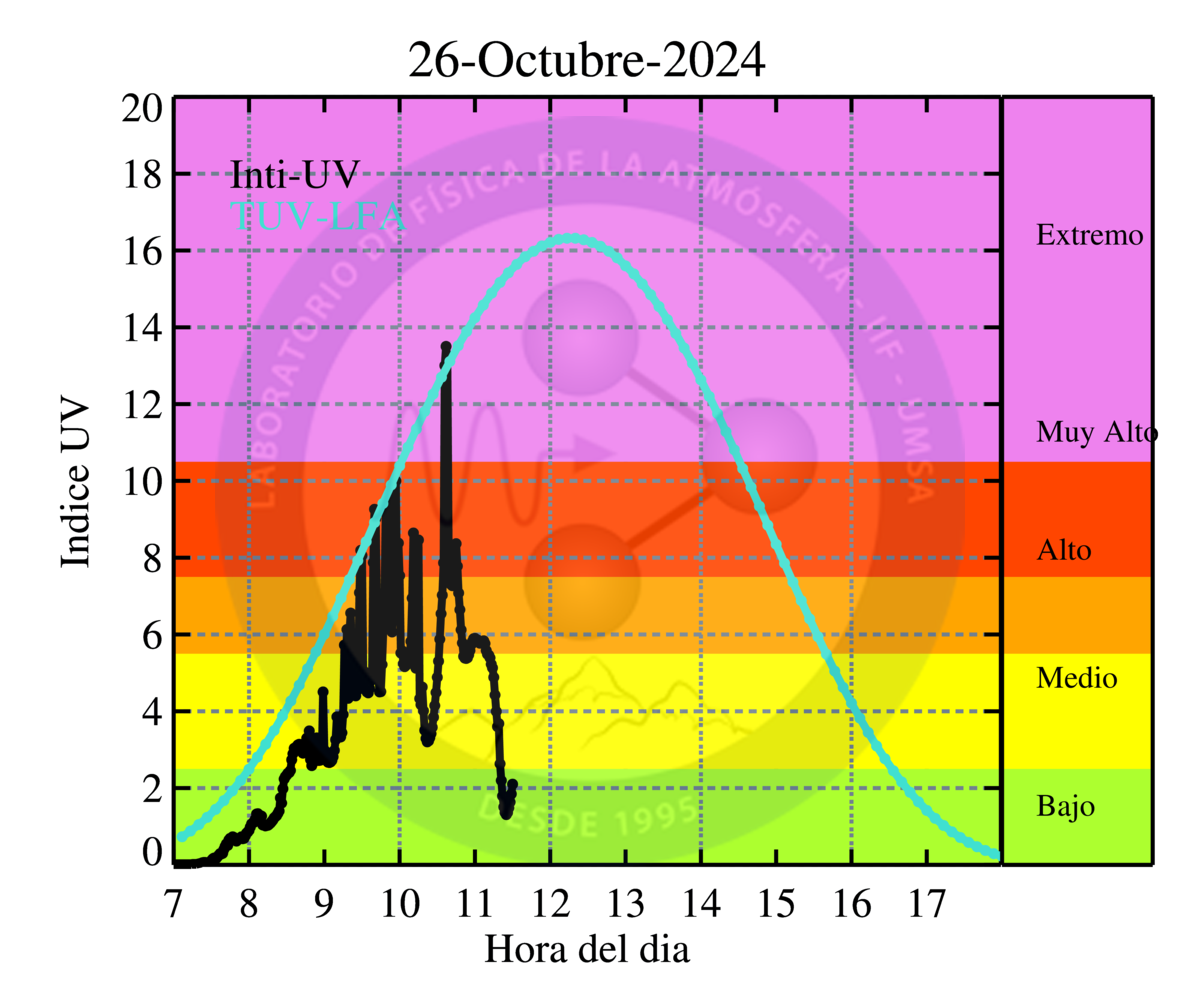 26-Octubre-2024
20
18
16
14
12
10
8
6
4
2
0
Indice UV
Inti-UV
TUV-LFA
LABORATORIO DE FÍSICA DE LA ATMÓSFERA - IIF - UMSA
DESDE 1995
Extremo
Muy Alto
Alto
Medio
Bajo
7 8 9 10 11 12 13 14 15 16 17
Hora del dia